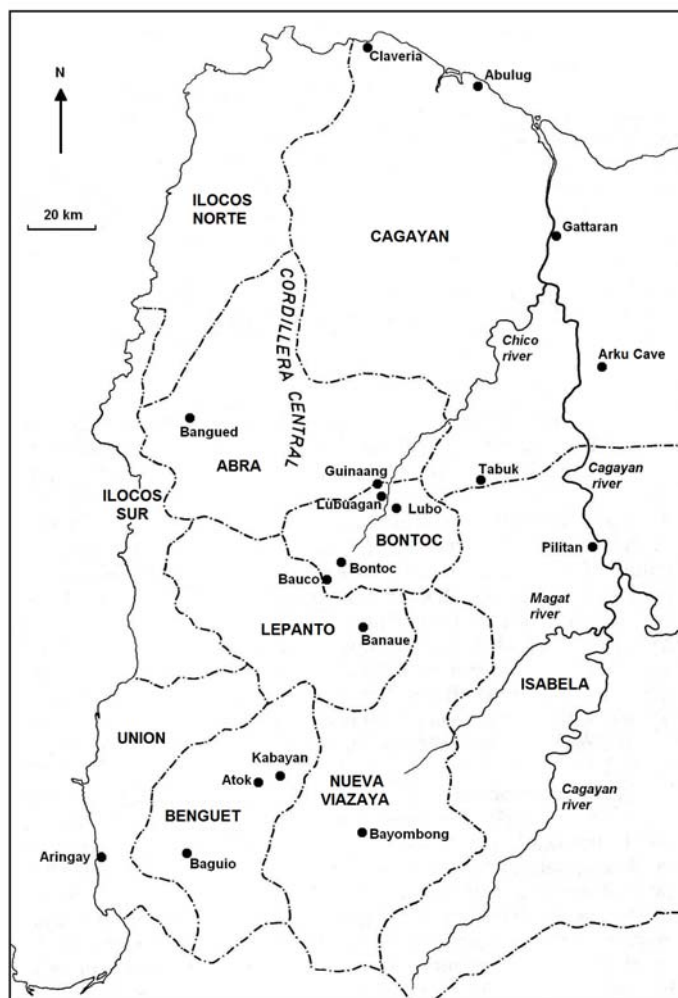 Claveria
N
Abulug
ILOCOS
NORTE
20 km
CAGAYAN
Gattaran
CORDILLERA CENTRAL
Chico
river
Arku Cave
Bangued
ABRA
Guinaang
Tabuk
Cagayan
river
ILOCOS
SUR
Lubuagan
Lubo
BONTOC
Pilitan
Bontoc
Bauco
Magat
river
LEPANTO
Banaue
ISABELA
UNION
Kabayan
Atok
NUEVA
VIAZAYA
Cagayan
river
BENGUET
Bayombong
Aringay
Baguio